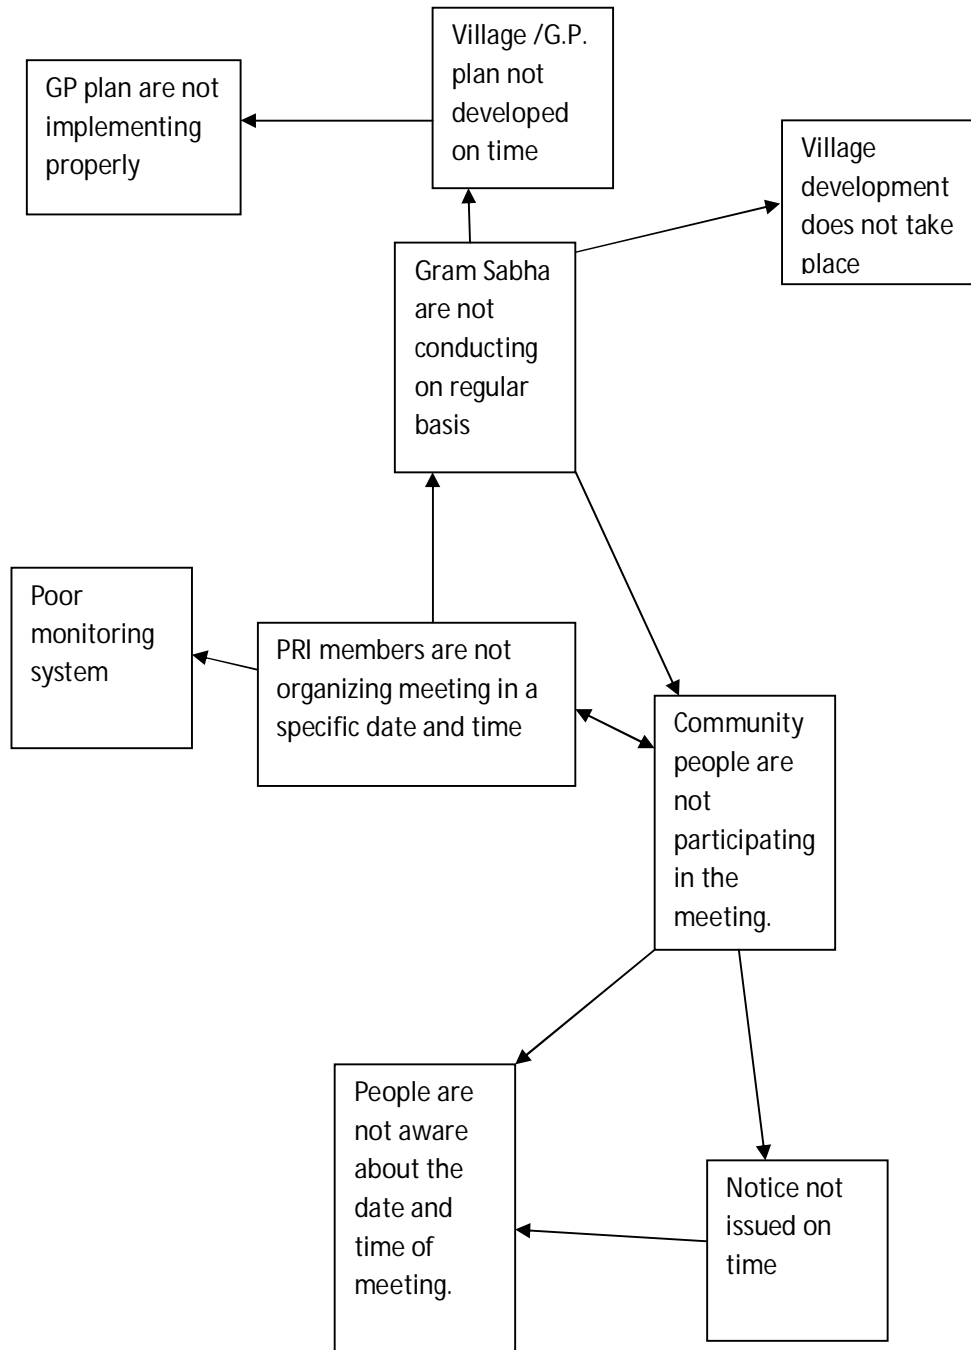 Village /G.P.
plan not
developed
on time
GP plan are not
implementing
properly
Village
development
does not take
place
Gram Sabha
are not
conducting
on regular
basis
Poor
monitoring
system
PRI members are not
organizing meeting in a
specific date and time
Community
people are
not
participating
in the
meeting.
People are
not aware
about the
date and
time of
meeting.
Notice not
issued on
time